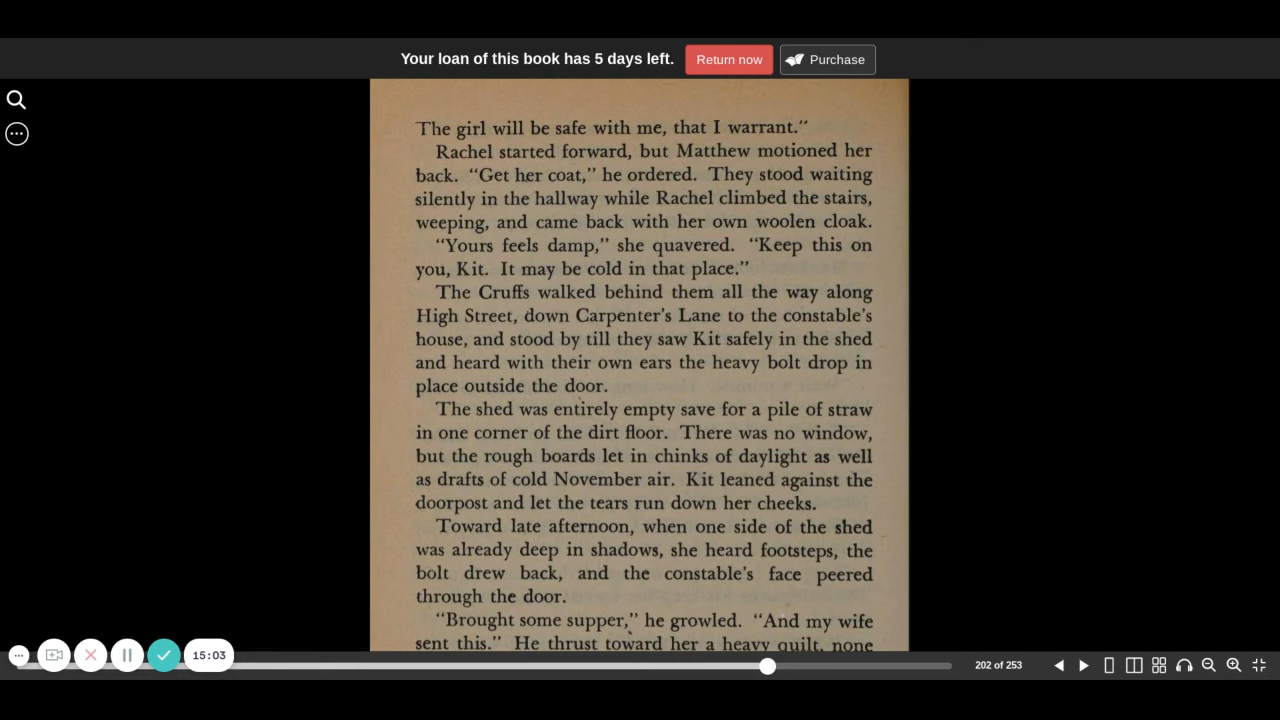 Your loan of this book has 5 days left. Return now Purchase
The girl will be safe with me, that I warrant."
Rachel started forward, but Matthew motioned her
back. "Get her coat," he ordered. They stood waiting
silently in the hallway while Rachel climbed the stairs,
weeping, and came back with her own woolen cloak.
"Yours feels damp," she quavered. "Keep this on
you, Kit. It may be cold in that place."
The Cruffs walked behind them all the way along
High Street, down Carpenter's Lane to the constable's
house, and stood by till they saw Kit safely in the shed
and heard with their own ears the heavy bolt drop in
place outside the door.
The shed was entirely empty save for a pile of straw
in one corner of the dirt floor. There was no window,
but the rough boards let in chinks of daylight as well
as drafts of cold November air. Kit leaned against the
doorpost and let the tears run down her cheeks.
Toward late afternoon, when one side of the shed
was already deep in shadows, she heard footsteps, the
bolt drew back, and the constable's face peered
through the door.
"Brought some supper," he growled. "And my wife
sent this." He thrust toward her a heavy quilt, none
15:03
202 of 253